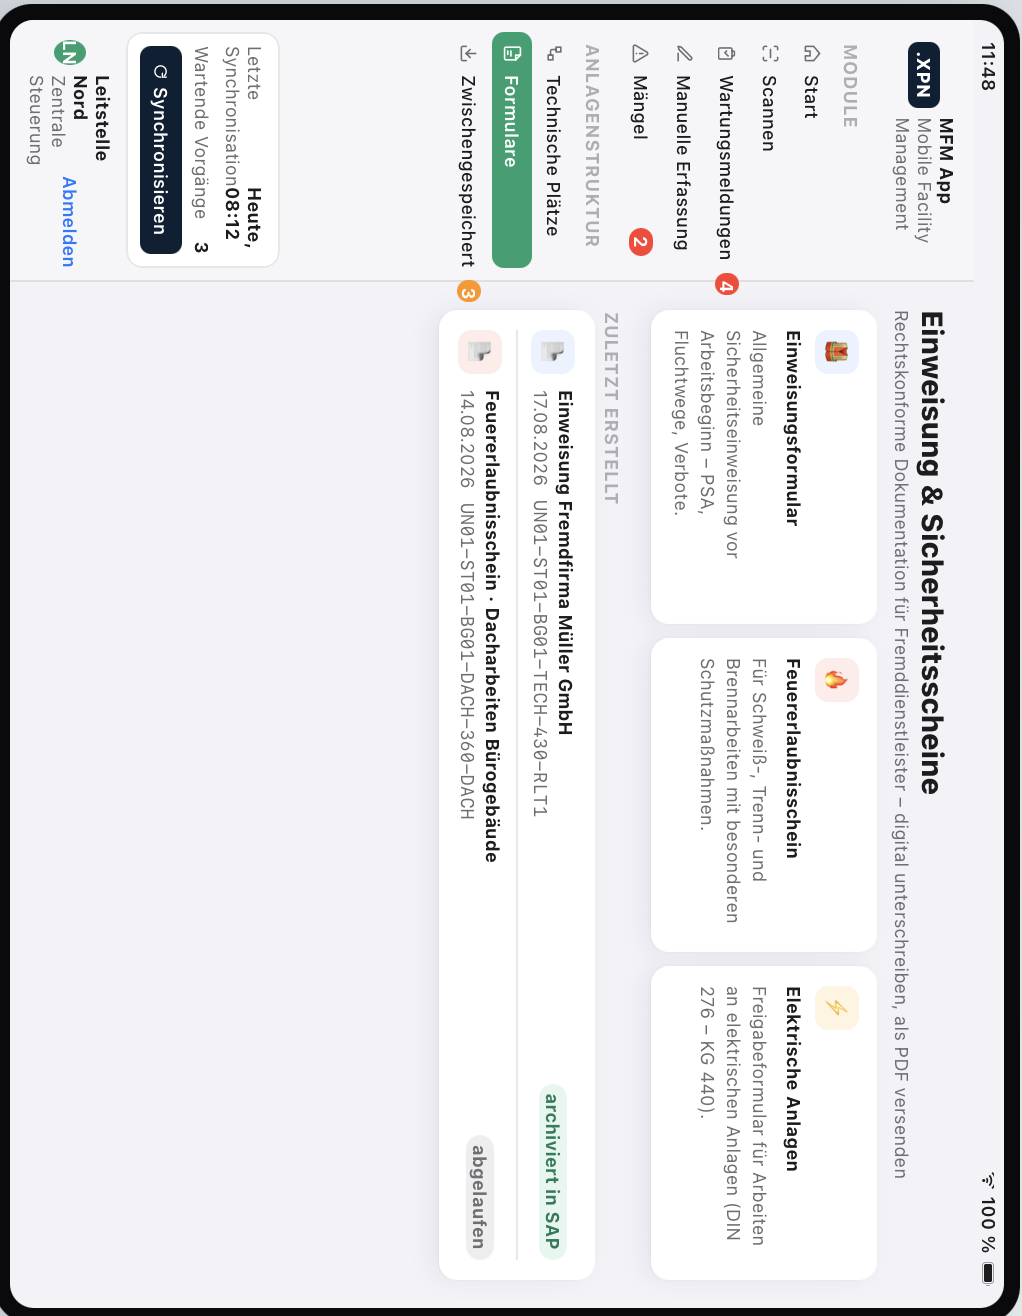 11:48
100 %
.XPN
MFM App
Mobile Facility
Management
MODULE
Start
Scannen
Wartungsmeldungen 4
Manuelle Erfassung
Mängel 2
ANLAGENSTRUKTUR
Technische Plätze
Formulare
Zwischengespeichert 3
Letzte
Synchronisation
Heute,
08:12
Wartende Vorgänge 3
Synchronisieren
LN
Leitstelle
Nord
Zentrale
Steuerung
Abmelden
Einweisung & Sicherheitsscheine
Rechtskonforme Dokumentation für Fremddienstleister – digital unterschreiben, als PDF versenden
Einweisungsformular
Allgemeine
Sicherheitseinweisung vor
Arbeitsbeginn – PSA,
Fluchtwege, Verbote.
Feuererlaubnisschein
Für Schweiß-, Trenn- und
Brennarbeiten mit besonderen
Schutzmaßnahmen.
Elektrische Anlagen
Freigabeformular für Arbeiten
an elektrischen Anlagen (DIN
276 – KG 440).
ZULETZT ERSTELLT
Einweisung Fremdfirma Müller GmbH
17.08.2026 UN01-ST01-BG01-TECH-430-RLT1
archiviert in SAP
Feuererlaubnisschein · Dacharbeiten Bürogebäude
14.08.2026 UN01-ST01-BG01-DACH-360-DACH
abgelaufen